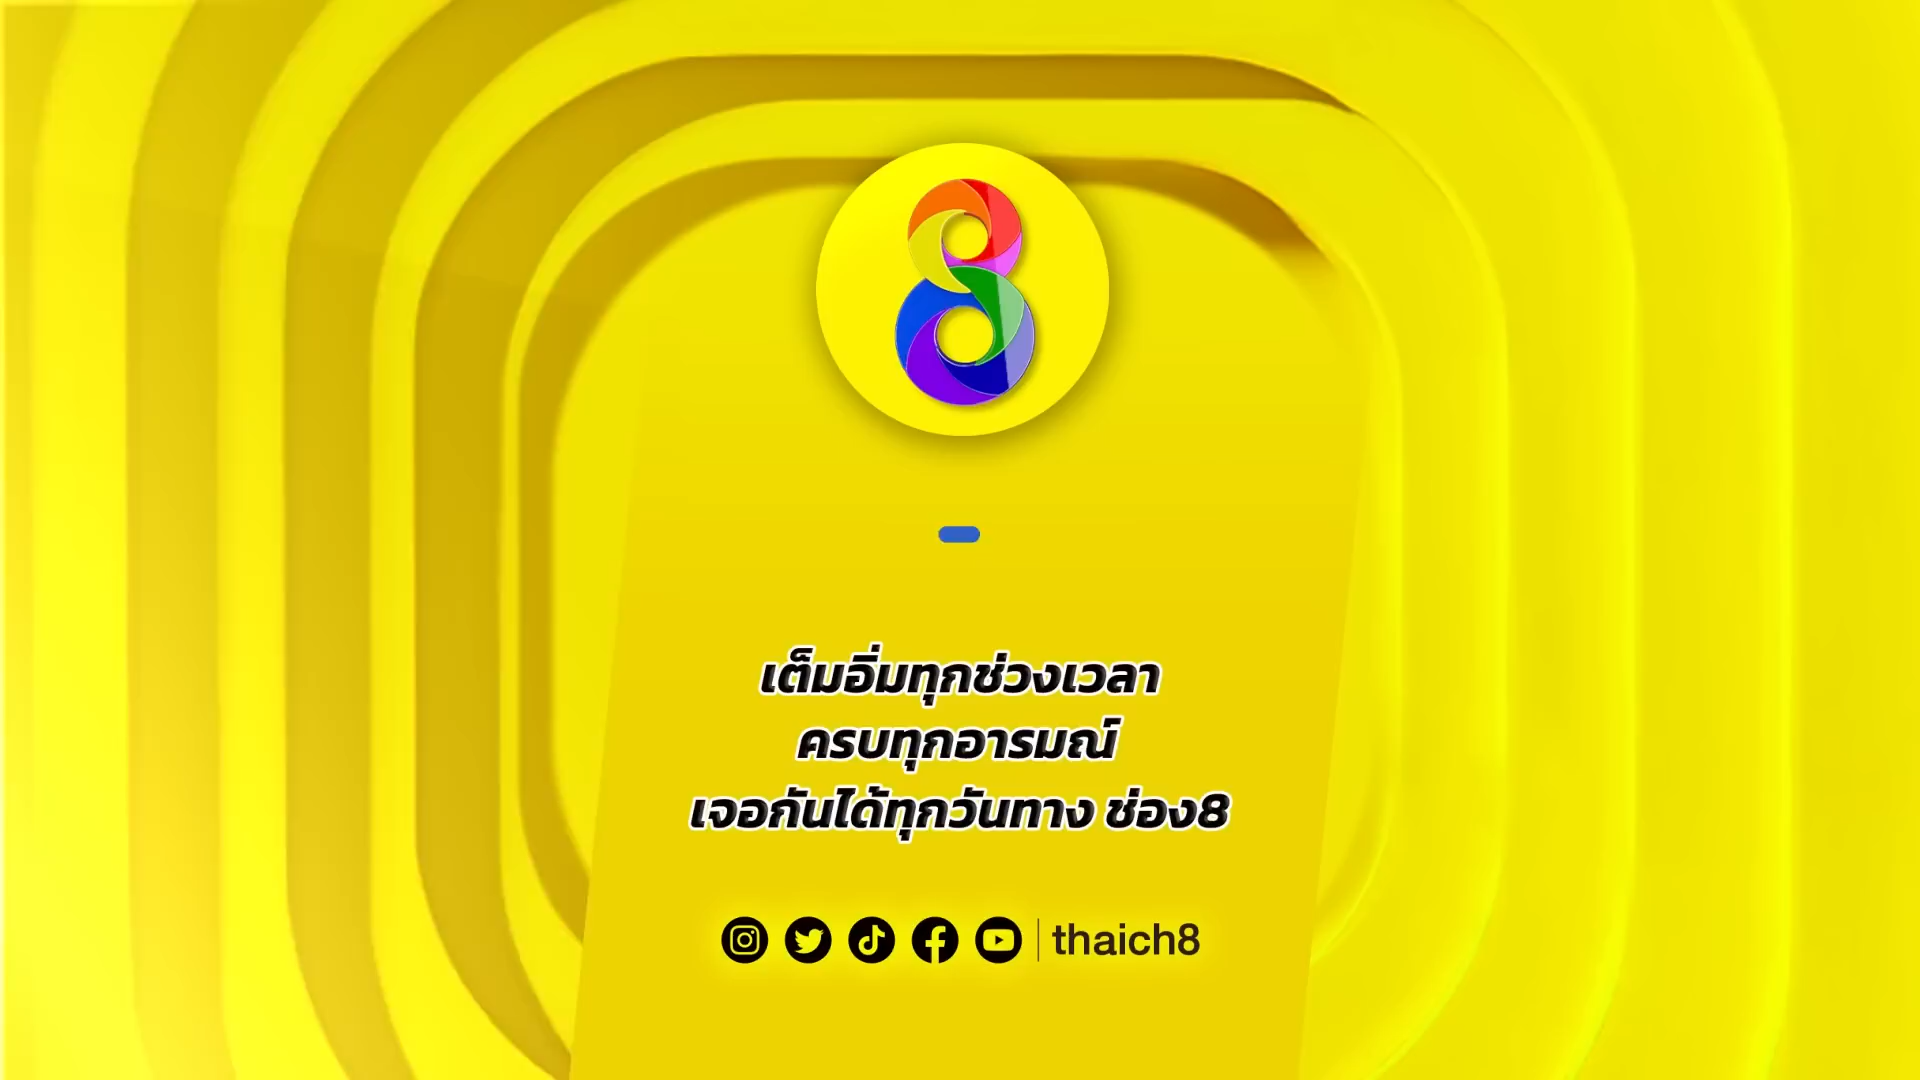 8
เต็มอิ่มทุกช่วงเวลา
ครบทุกอารมณ์
เจอกันได้ทุกวันทาง ช่อง8
thaich8